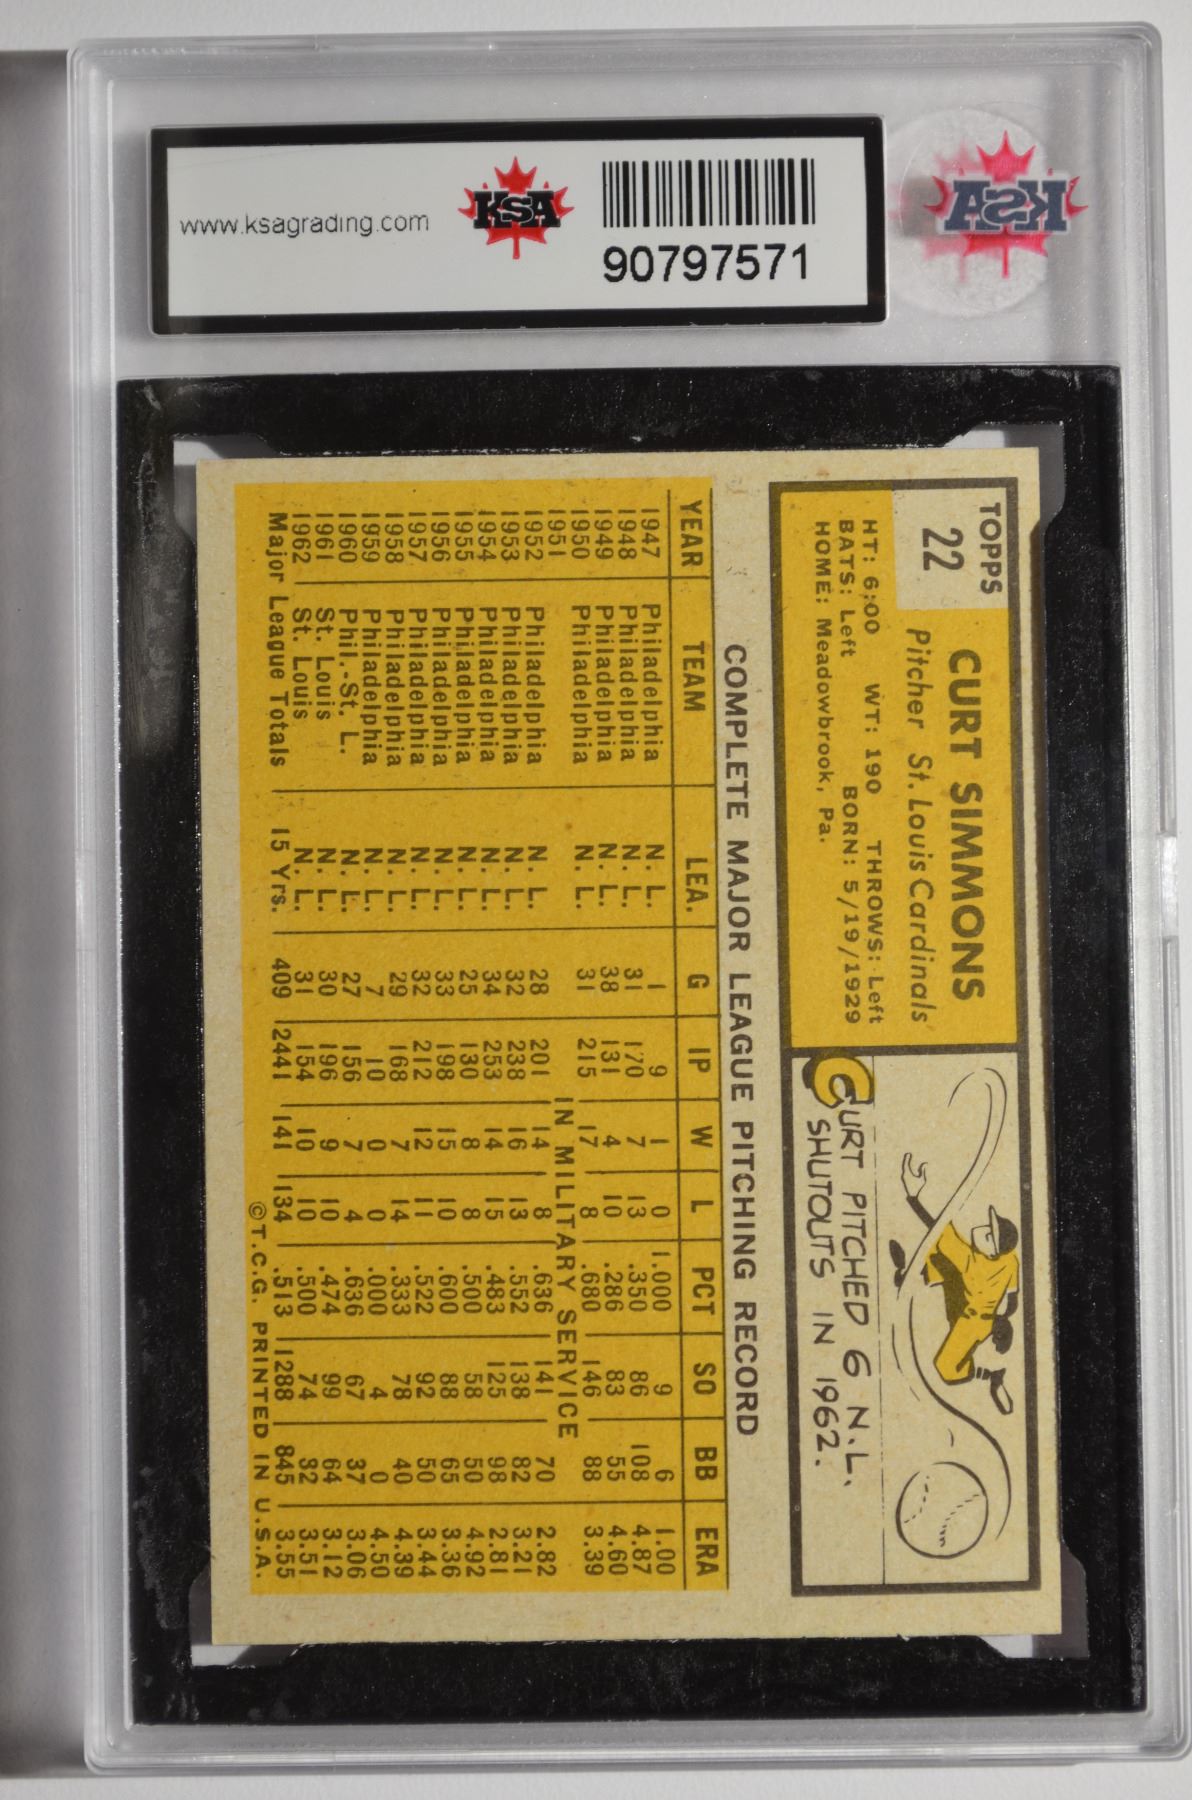 www.ksagrading.com
KSA
90797571
KSA
TOPPS
22
CURT SIMMONS
Pitcher St. Louis Cardinals
HT: 6:00 WT: 190 THROWS: Left
BATS: Left BORN: 5/19/1929
HOME: Meadowbrook, Pa.
CURT PITCHED 6 N.L.
SHUTOUTS IN 1962.
COMPLETE MAJOR LEAGUE PITCHING RECORD
YEAR TEAM LEA. G IP W L PCT SO BB ERA
1947 Philadelphia N. L. 1 9 1 0 1.000 9 6 1.00
1948 Philadelphia N. L. 31 170 7 13 .350 86 108 4.87
1949 Philadelphia N. L. 38 131 4 10 .286 83 55 4.60
1950 Philadelphia N. L. 31 215 17 8 .680 146 88 3.39
1951 IN MILITARY SERVICE
1952 Philadelphia N. L. 28 201 14 8 .636 141 70 2.82
1953 Philadelphia N. L. 32 238 16 13 .552 138 82 3.21
1954 Philadelphia N. L. 34 253 14 15 .483 125 98 2.81
1955 Philadelphia N. L. 25 130 8 8 .500 58 50 4.92
1956 Philadelphia N. L. 33 198 15 10 .600 88 65 3.36
1957 Philadelphia N. L. 32 212 12 11 .522 92 50 3.44
1958 Philadelphia N. L. 29 168 7 14 .333 78 40 4.39
1959 Philadelphia N. L. 7 10 0 0 .000 4 0 4.50
1960 Phil.-St. L. N. L. 27 156 7 4 .636 67 37 3.06
1961 St. Louis N. L. 30 196 9 10 .474 99 64 3.12
1962 St. Louis N. L. 31 154 10 10 .500 74 32 3.51
Major League Totals 15 Yrs. 409 2441 141 134 .513 1288 845 3.55
©T.C.G. PRINTED IN U.S.A.